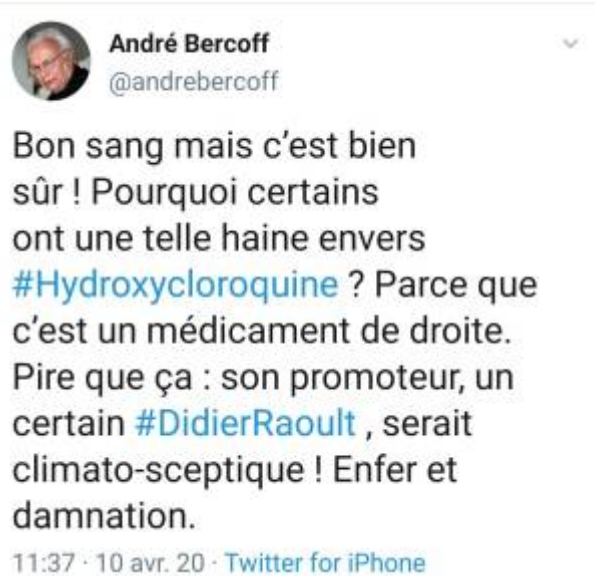 André Bercoff
@andrebercoff
Bon sang mais c'est bien
sûr ! Pourquoi certains
ont une telle haine envers
#Hydroxycloroquine ? Parce que
c'est un médicament de droite.
Pire que ça : son promoteur, un
certain #DidierRaoult , serait
climato-sceptique ! Enfer et
damnation.
11:37 · 10 avr. 20 · Twitter for iPhone